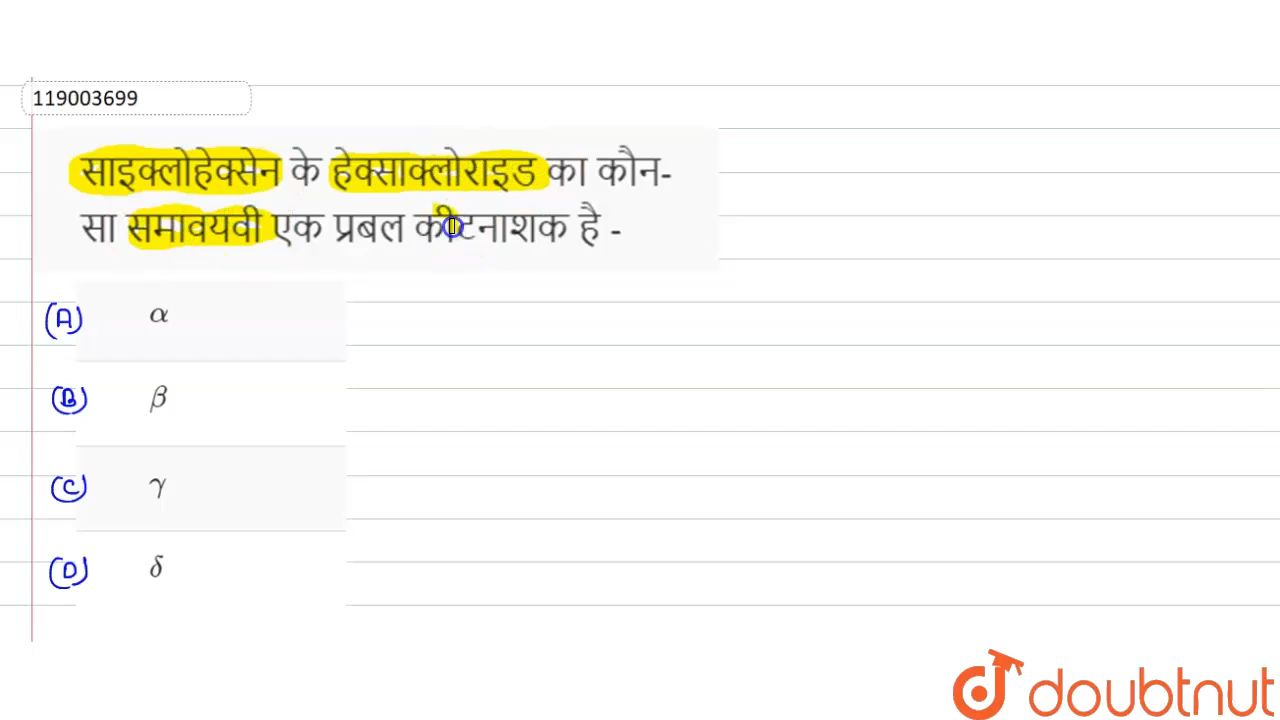 119003699
साइक्लोहेक्सेन के हेक्साक्लोराइड का कौन-
सा समावयवी एक प्रबल कीटनाशक है -
(A) α
(B) β
(C) γ
(D) δ
doubtnut